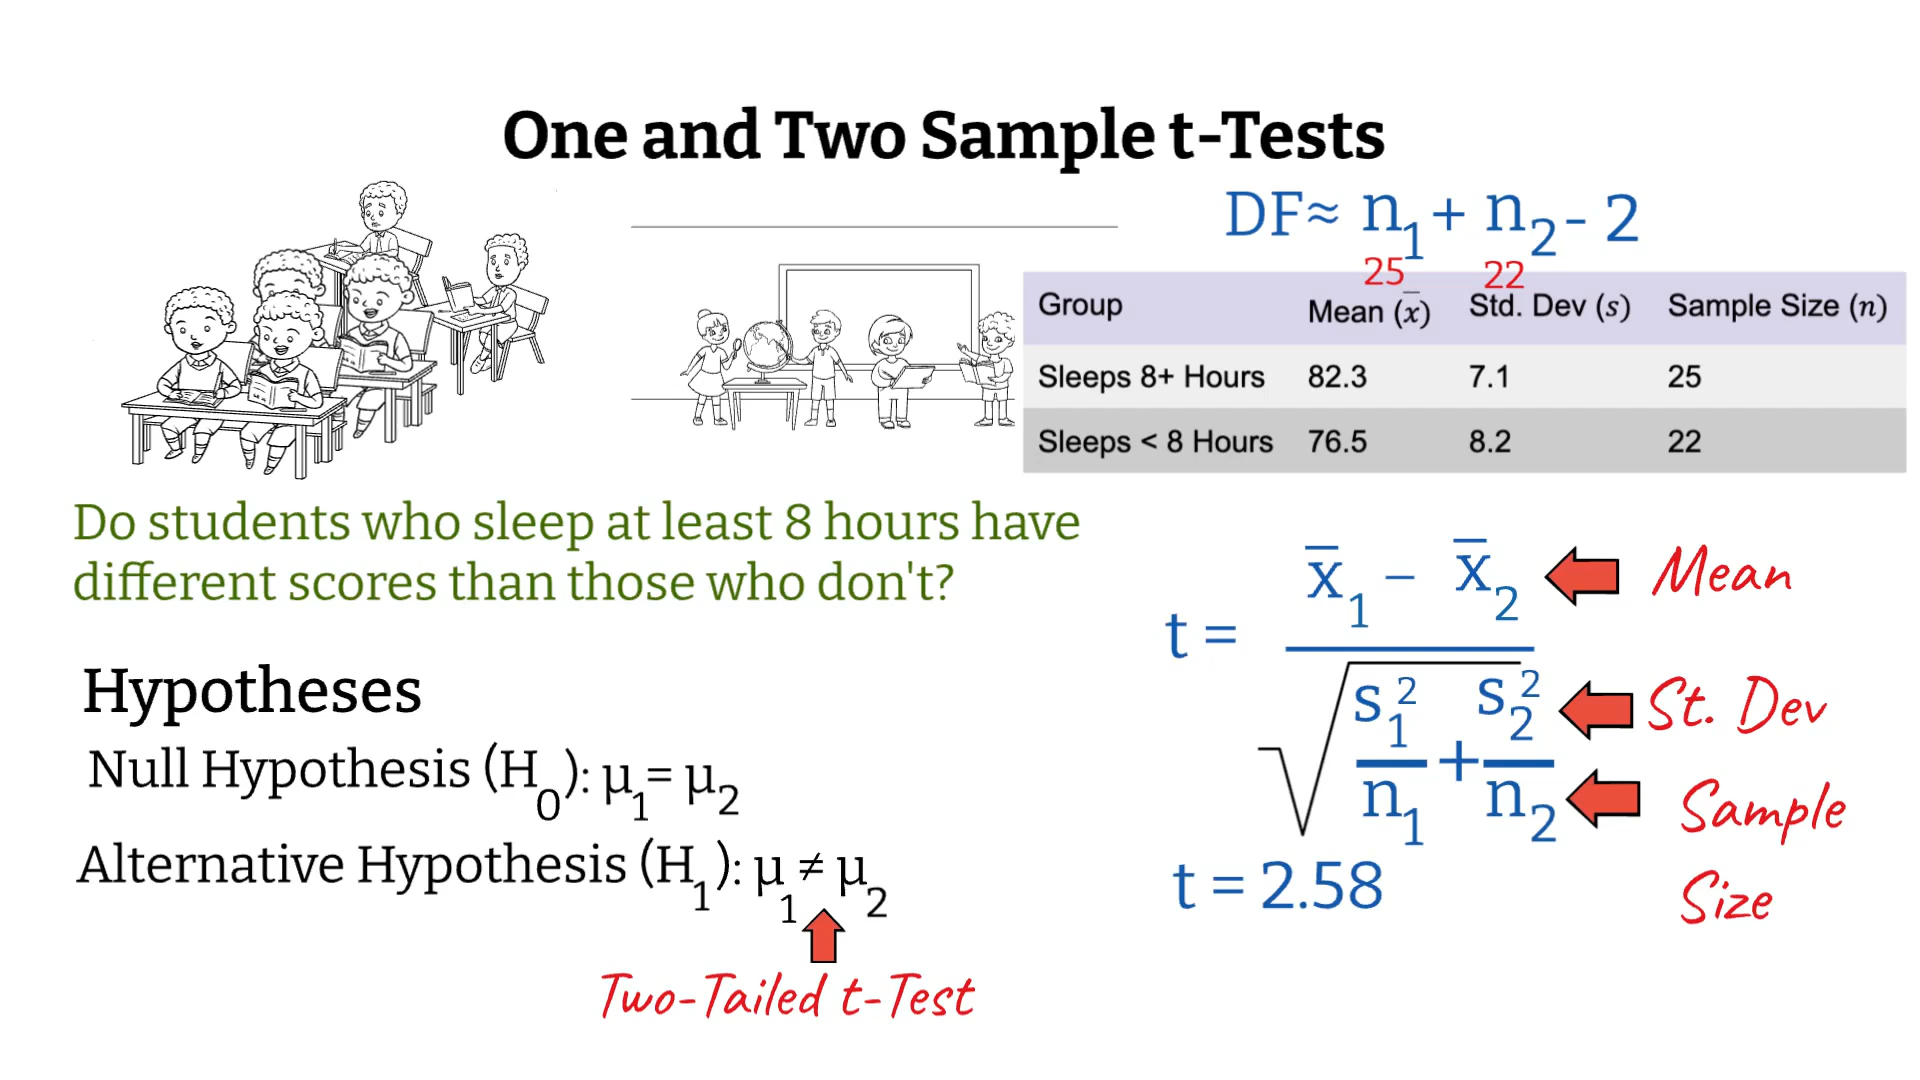 One and Two Sample t-Tests
DF≈ n₁ + n₂ - 2
25 22
Group Mean (x̅) Std. Dev (s) Sample Size (n)
Sleeps 8+ Hours 82.3 7.1 25
Sleeps < 8 Hours 76.5 8.2 22
Do students who sleep at least 8 hours have
different scores than those who don't?
Hypotheses
Null Hypothesis (H₀): μ₁= μ₂
Alternative Hypothesis (H₁): μ₁ ≠ μ₂
Two-Tailed t-Test
x̅₁ – x̅₂ Mean
t =
√ s₁² + s₂² St. Dev
n₁ n₂ Sample
Size
t = 2.58